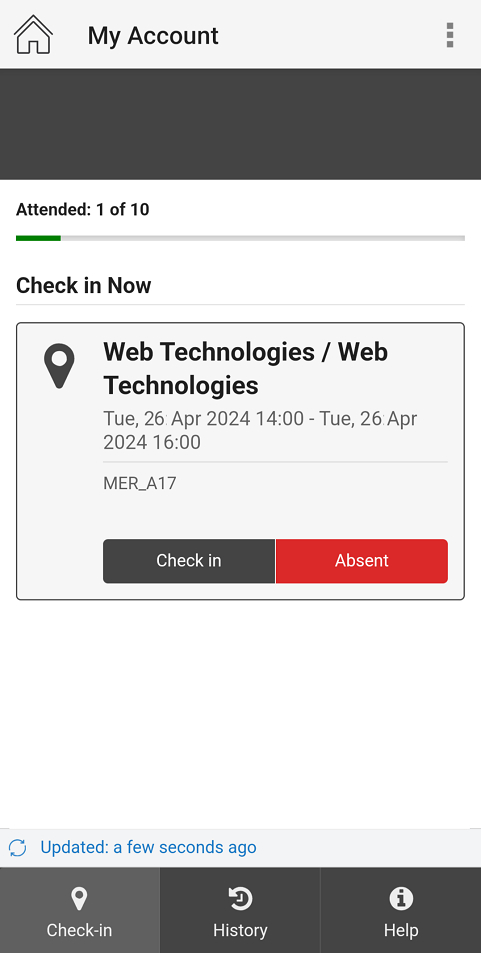 My Account
Attended: 1 of 10
Check in Now
Web Technologies / Web
Technologies
Tue, 26 Apr 2024 14:00 - Tue, 26 Apr
2024 16:00
MER_A17
Check in
Absent
Updated: a few seconds ago
Check-in
History
Help